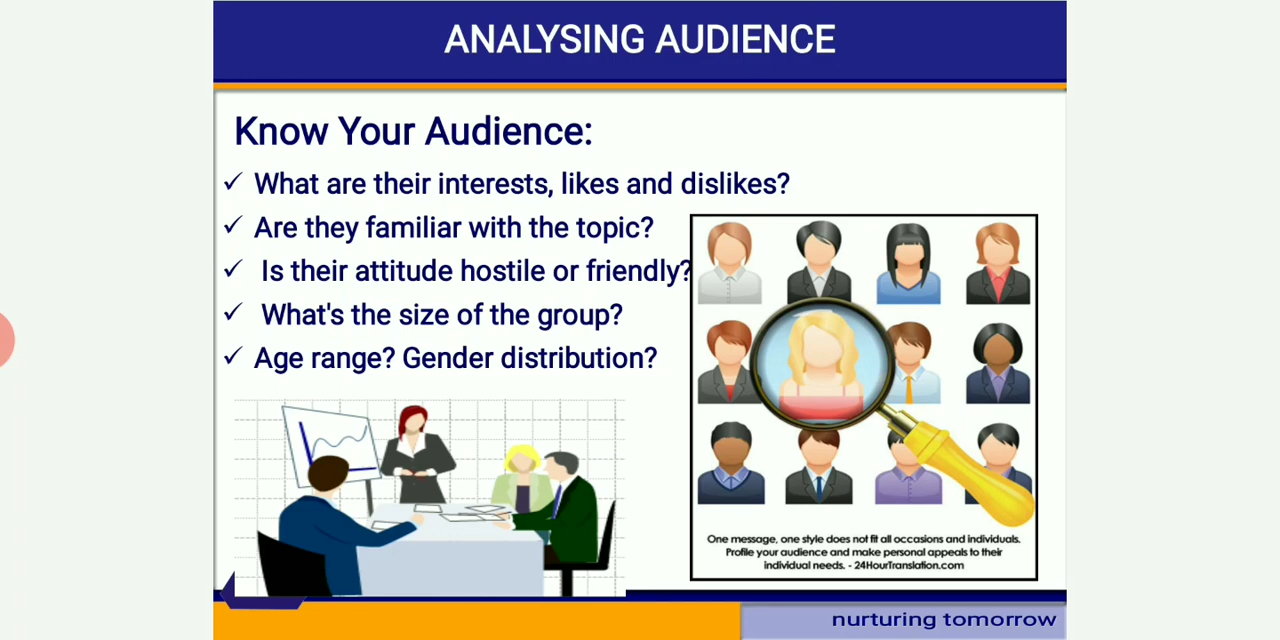 ANALYSING AUDIENCE
Know Your Audience:
✓ What are their interests, likes and dislikes?
✓ Are they familiar with the topic?
✓ Is their attitude hostile or friendly?
✓ What's the size of the group?
✓ Age range? Gender distribution?
One message, one style does not fit all occasions and individuals.
Profile your audience and make personal appeals to their
individual needs. - 24HourTranslation.com
nurturing tomorrow